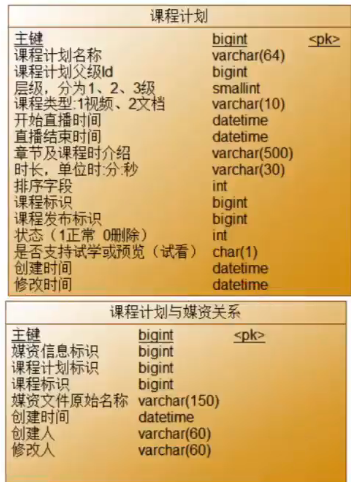 课程计划
主键 bigint <pk>
课程计划名称 varchar(64)
课程计划父级Id bigint
层级，分为1、2、3级 smallint
课程类型:1视频、2文档 varchar(10)
开始直播时间 datetime
直播结束时间 datetime
章节及课程时介绍 varchar(500)
时长，单位时:分:秒 varchar(30)
排序字段 int
课程标识 bigint
课程发布标识 bigint
状态（1正常 0删除） int
是否支持试学或预览（试看） char(1)
创建时间 datetime
修改时间 datetime
课程计划与媒资关系
主键 bigint <pk>
媒资信息标识 bigint
课程计划标识 bigint
课程标识 bigint
媒资文件原始名称 varchar(150)
创建时间 datetime
创建人 varchar(60)
修改人 varchar(60)